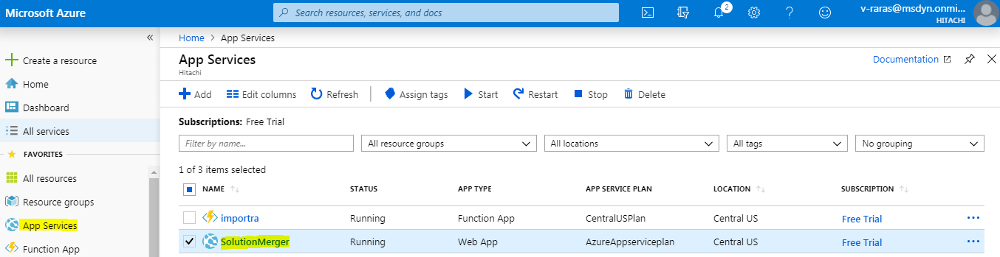 Microsoft Azure
Search resources, services, and docs
2
v-raras@msdyn.onmi...
HITACHI
Create a resource
Home
Dashboard
All services
FAVORITES
All resources
Resource groups
App Services
Function App
Home > App Services
App Services
Hitachi
Documentation
Add Edit columns Refresh Assign tags Start Restart Stop Delete
Subscriptions: Free Trial
Filter by name... All resource groups All locations All tags No grouping
1 of 3 items selected
NAME STATUS APP TYPE APP SERVICE PLAN LOCATION SUBSCRIPTION
importra Running Function App CentralUSPlan Central US Free Trial
SolutionMerger Running Web App AzureAppserviceplan Central US Free Trial